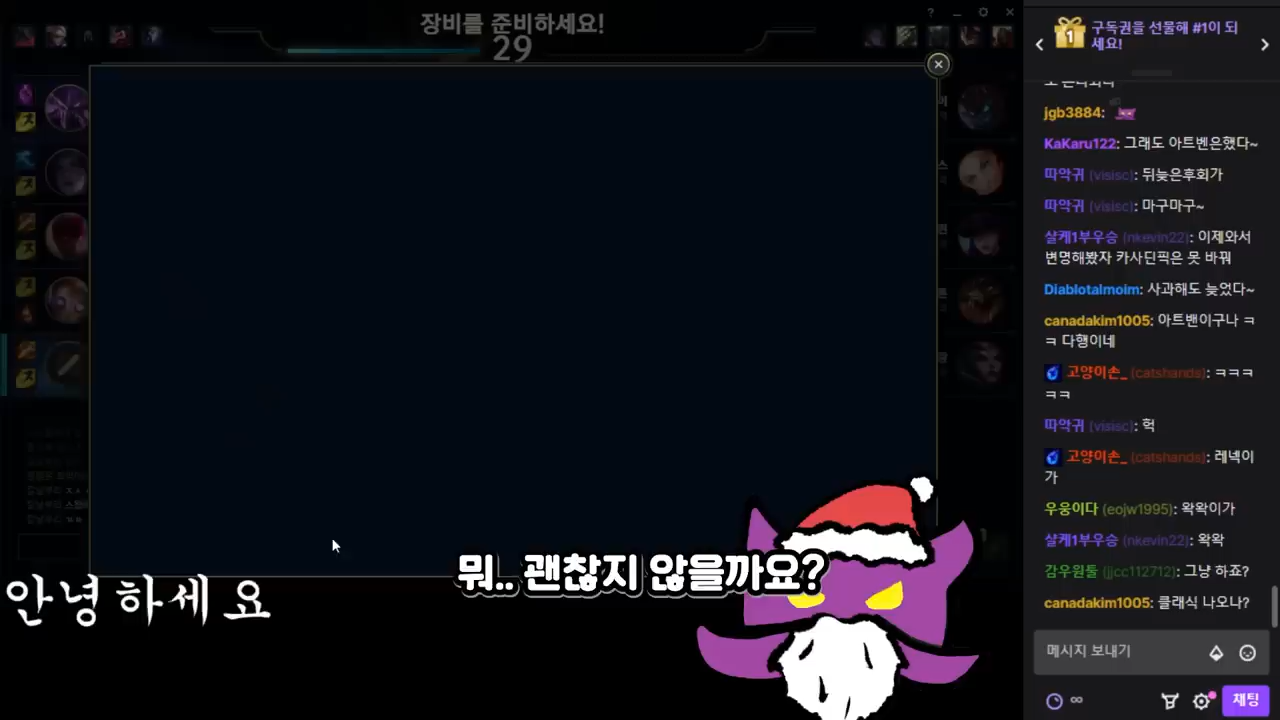 장비를 준비하세요!
29
안녕하세요
뭐.. 괜찮지 않을까요?
1
구독권을 선물해 #1이 되
세요!
jgb3884:
KaKaru122: 그래도 아트벤은했다~
따악귀 (visisc): 뒤늦은후회가
따악귀 (visisc): 마구마구~
샬케1부우승 (nkevin22): 이제와서
변명해봤자 카사딘픽은 못 바꿔
Diablotalmoim: 사과해도 늦었다~
canadakim1005: 아트밴이구나 ㅋ
ㅋ 다행이네
고양이손_ (catshands): ㅋㅋㅋ
ㅋㅋ
따악귀 (visisc): 헉
고양이손_ (catshands): 레넥이
가
우웅이다 (eojw1995): 왁왁이가
샬케1부우승 (nkevin22): 왁왁
감우원툴 (jjcc112712): 그냥 하죠?
canadakim1005: 클래식 나오나?
메시지 보내기
채팅